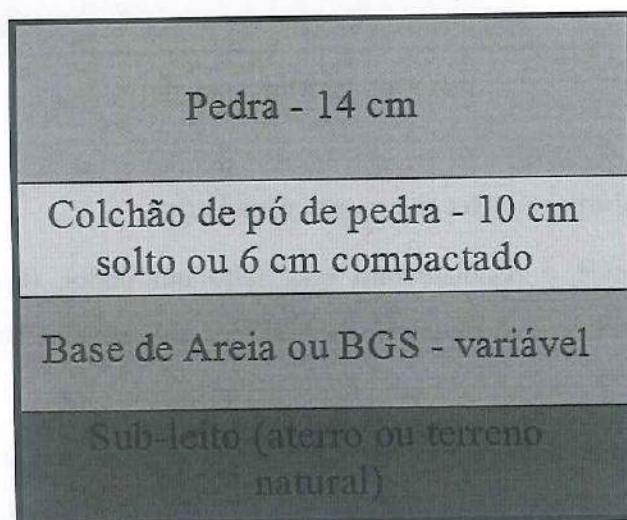 Pedra - 14 cm
Colchão de pó de pedra - 10 cm
solto ou 6 cm compactado
Base de Areia ou BGS - variável
Sub-leito (aterro ou terreno
natural)